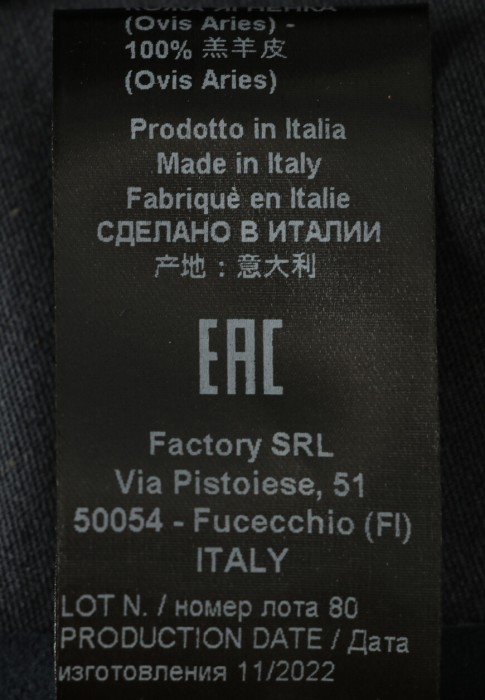 КОЖА ЯГНЕНКА
(Ovis Aries) -
100% 羔羊皮
(Ovis Aries)
Prodotto in Italia
Made in Italy
Fabriquè en Italie
СДЕЛАНО В ИТАЛИИ
产地：意大利
EAC
Factory SRL
Via Pistoiese, 51
50054 - Fucecchio (FI)
ITALY
LOT N. / номер лота 80
PRODUCTION DATE / Дата
изготовления 11/2022